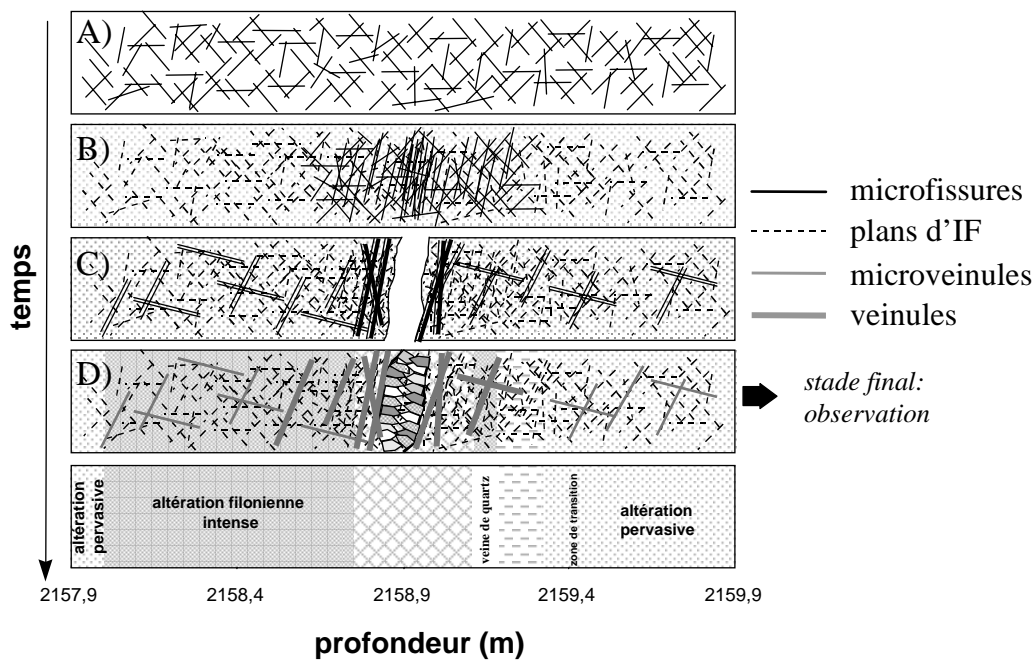 A)
B)
C)
D)
temps
microfissures
plans d'IF
microveinules
veinules
stade final:
observation
altération
pervasive
altération filonienne
intense
veine de quartz
zone de transition
altération
pervasive
2157,9
2158,4
2158,9
2159,4
2159,9
profondeur (m)